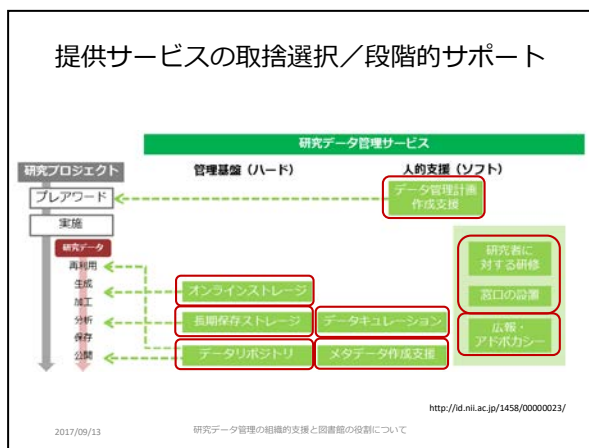 提供サービスの取捨選択／段階的サポート
研究データ管理サービス
研究プロジェクト
管理基盤（ハード）
人的支援（ソフト）
プレアワード
データ管理計画
作成支援
実施
研究データ
再利用
生成
加工
分析
保存
公開
オンラインストレージ
長期保存ストレージ
データキュレーション
データリポジトリ
メタデータ作成支援
研究者に
対する研修
窓口の設置
広報・
アドボカシー
http://id.nii.ac.jp/1458/00000023/
2017/09/13
研究データ管理の組織的支援と図書館の役割について